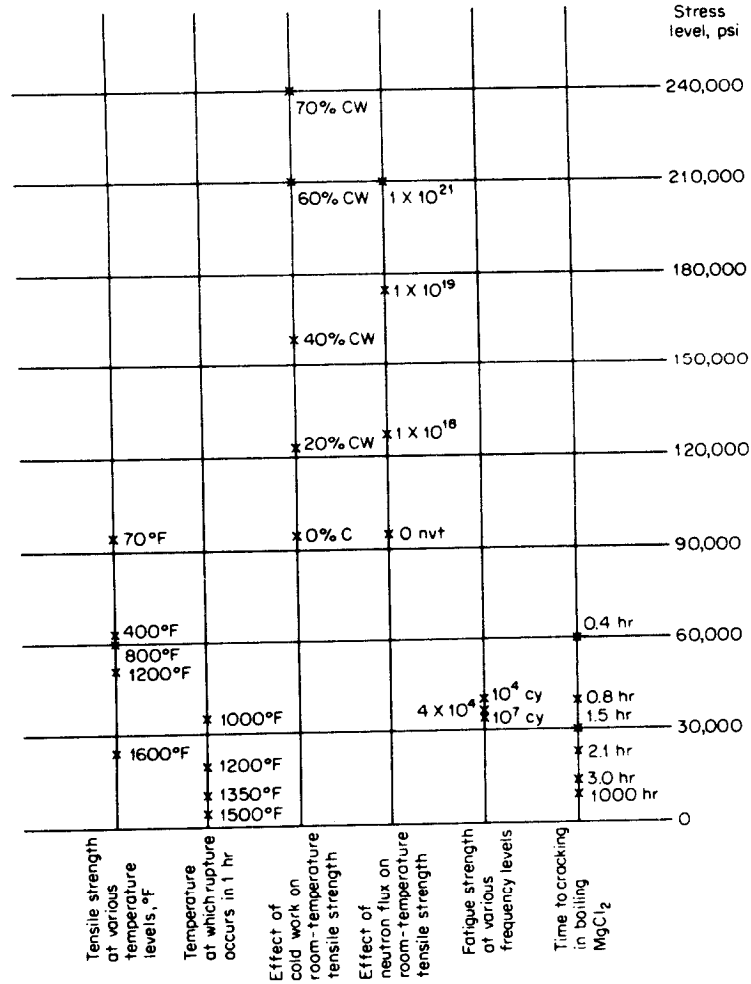 Stress
level, psi
240,000
70% CW
210,000
60% CW
1 X 10²¹
180,000
1 X 10¹⁹
40% CW
150,000
20% CW
1 X 10¹⁸
120,000
70°F
0% C
0 nvt
90,000
400°F
0.4 hr
60,000
800°F
1200°F
10⁴ cy
0.8 hr
1000°F
4 X 10⁴
10⁷ cy
1.5 hr
30,000
1600°F
1200°F
2.1 hr
1350°F
3.0 hr
1500°F
1000 hr
0
Tensile strength
at various
temperature
levels, °F
Temperature
at which rupture
occurs in 1 hr
Effect of
cold work on
room-temperature
tensile strength
Effect of
neutron flux on
room-temperature
tensile strength
Fatigue strength
at various
frequency levels
Time to cracking
in boiling
MgCl₂